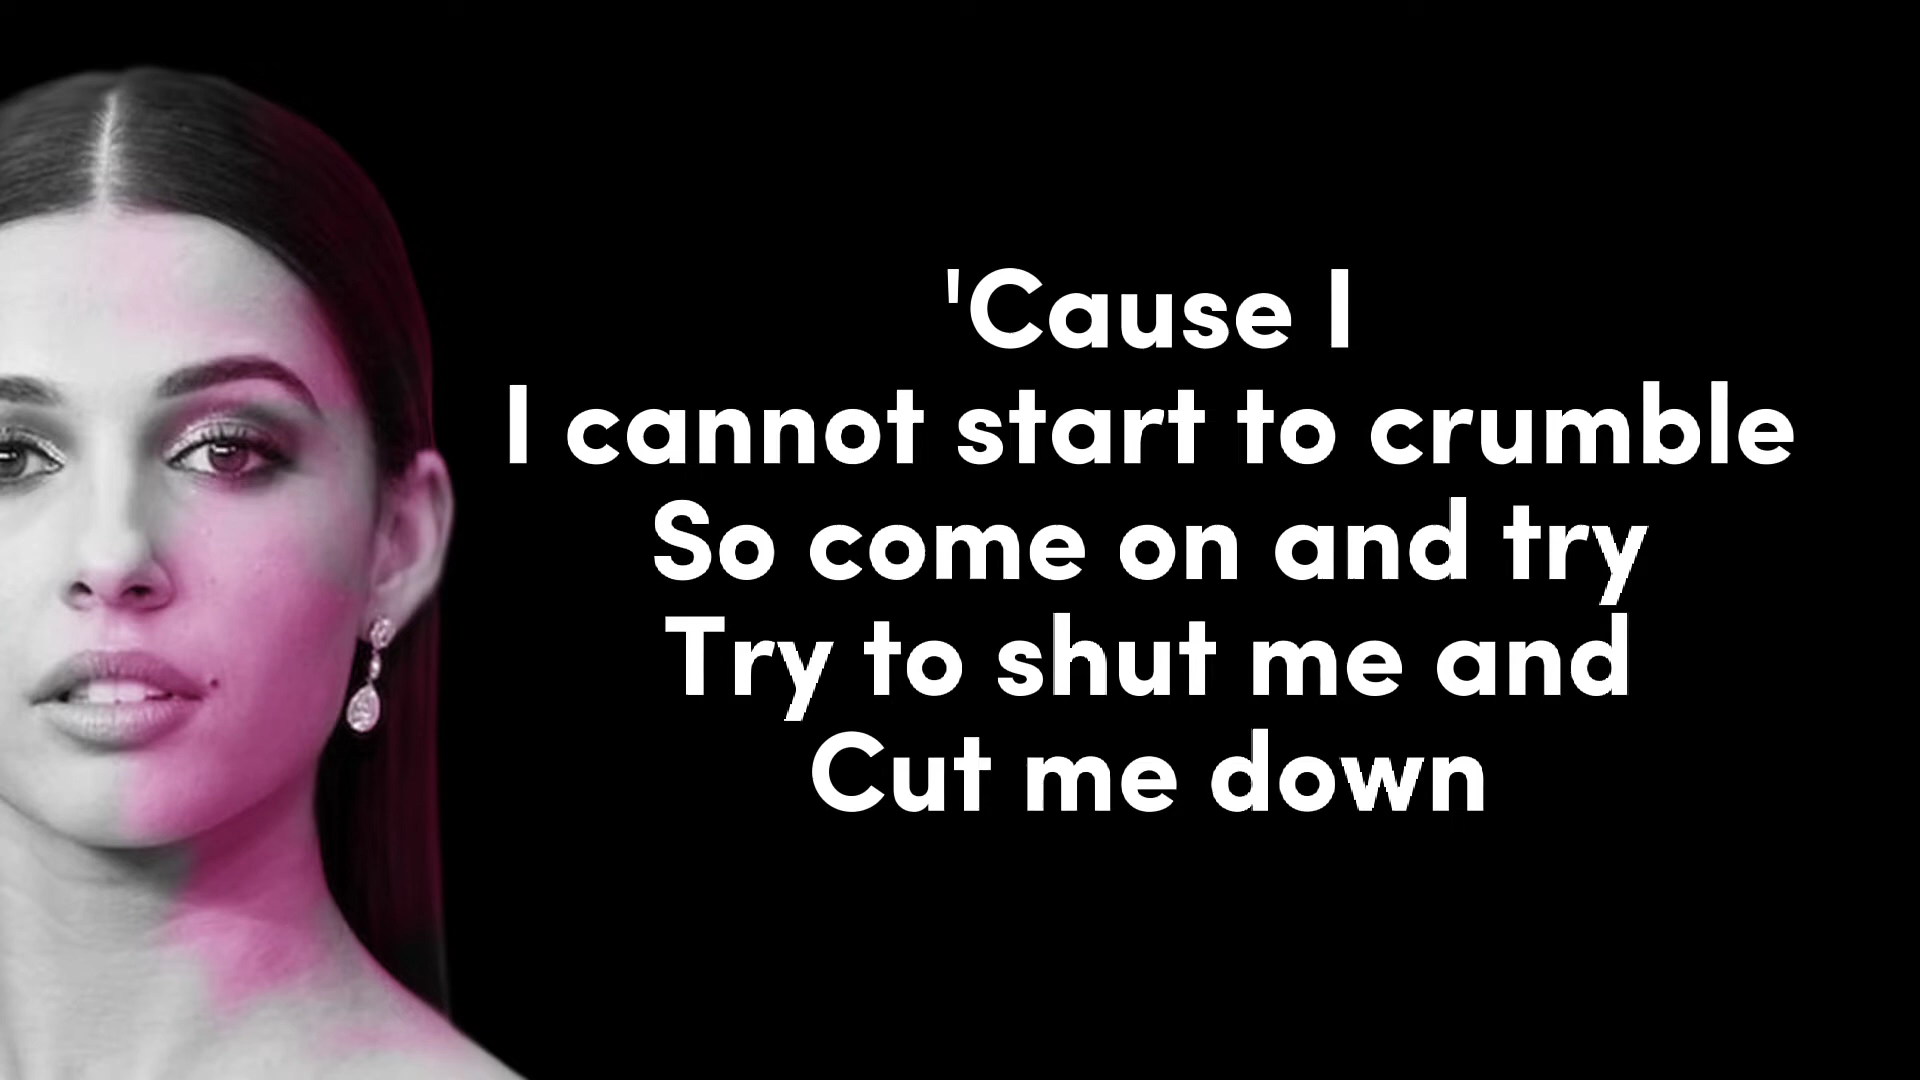 'Cause I
I cannot start to crumble
So come on and try
Try to shut me and
Cut me down